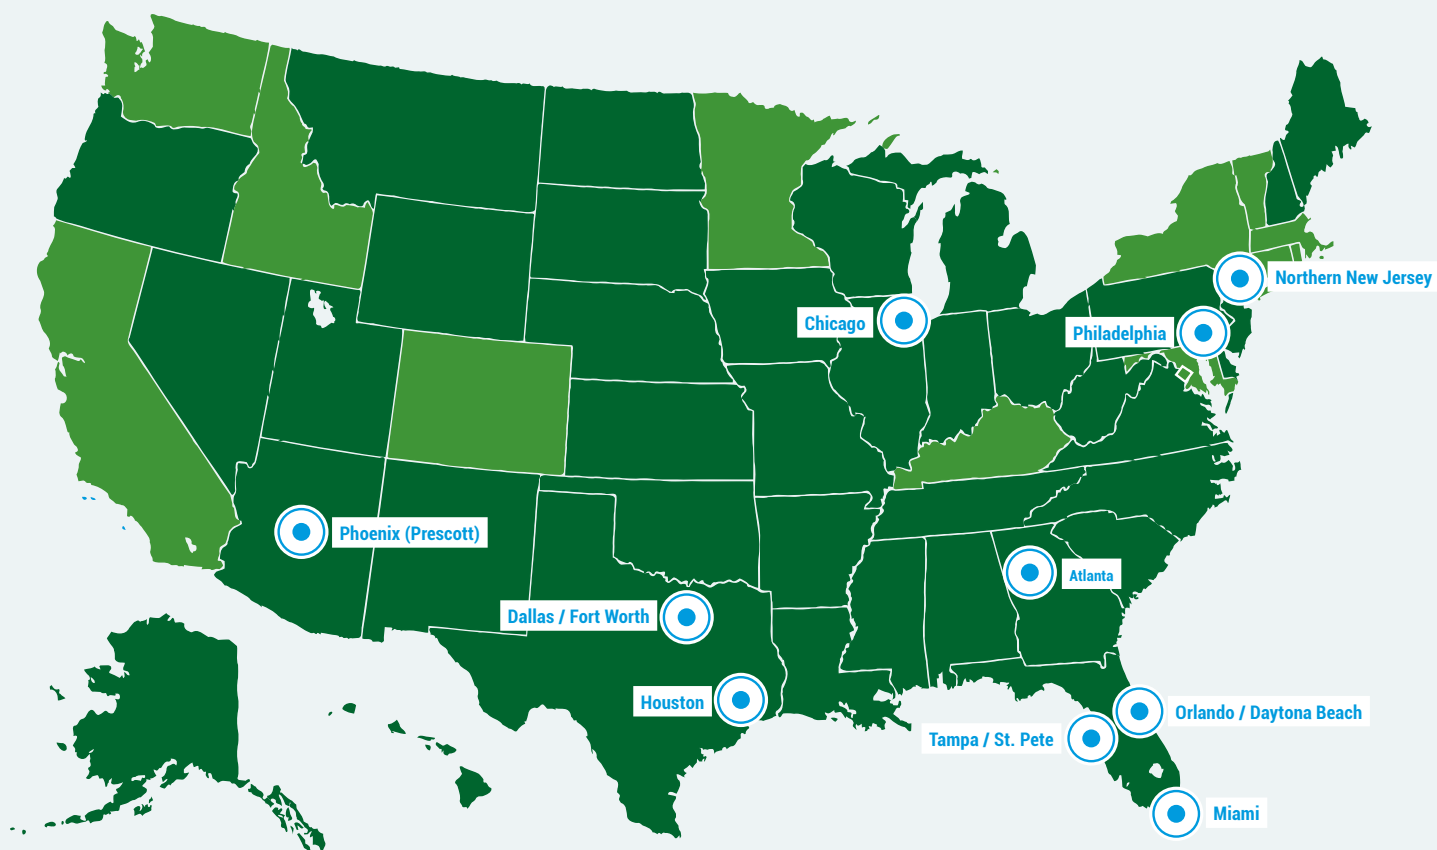 Northern New Jersey
Chicago
Philadelphia
Phoenix (Prescott)
Atlanta
Dallas / Fort Worth
Houston
Orlando / Daytona Beach
Tampa / St. Pete
Miami